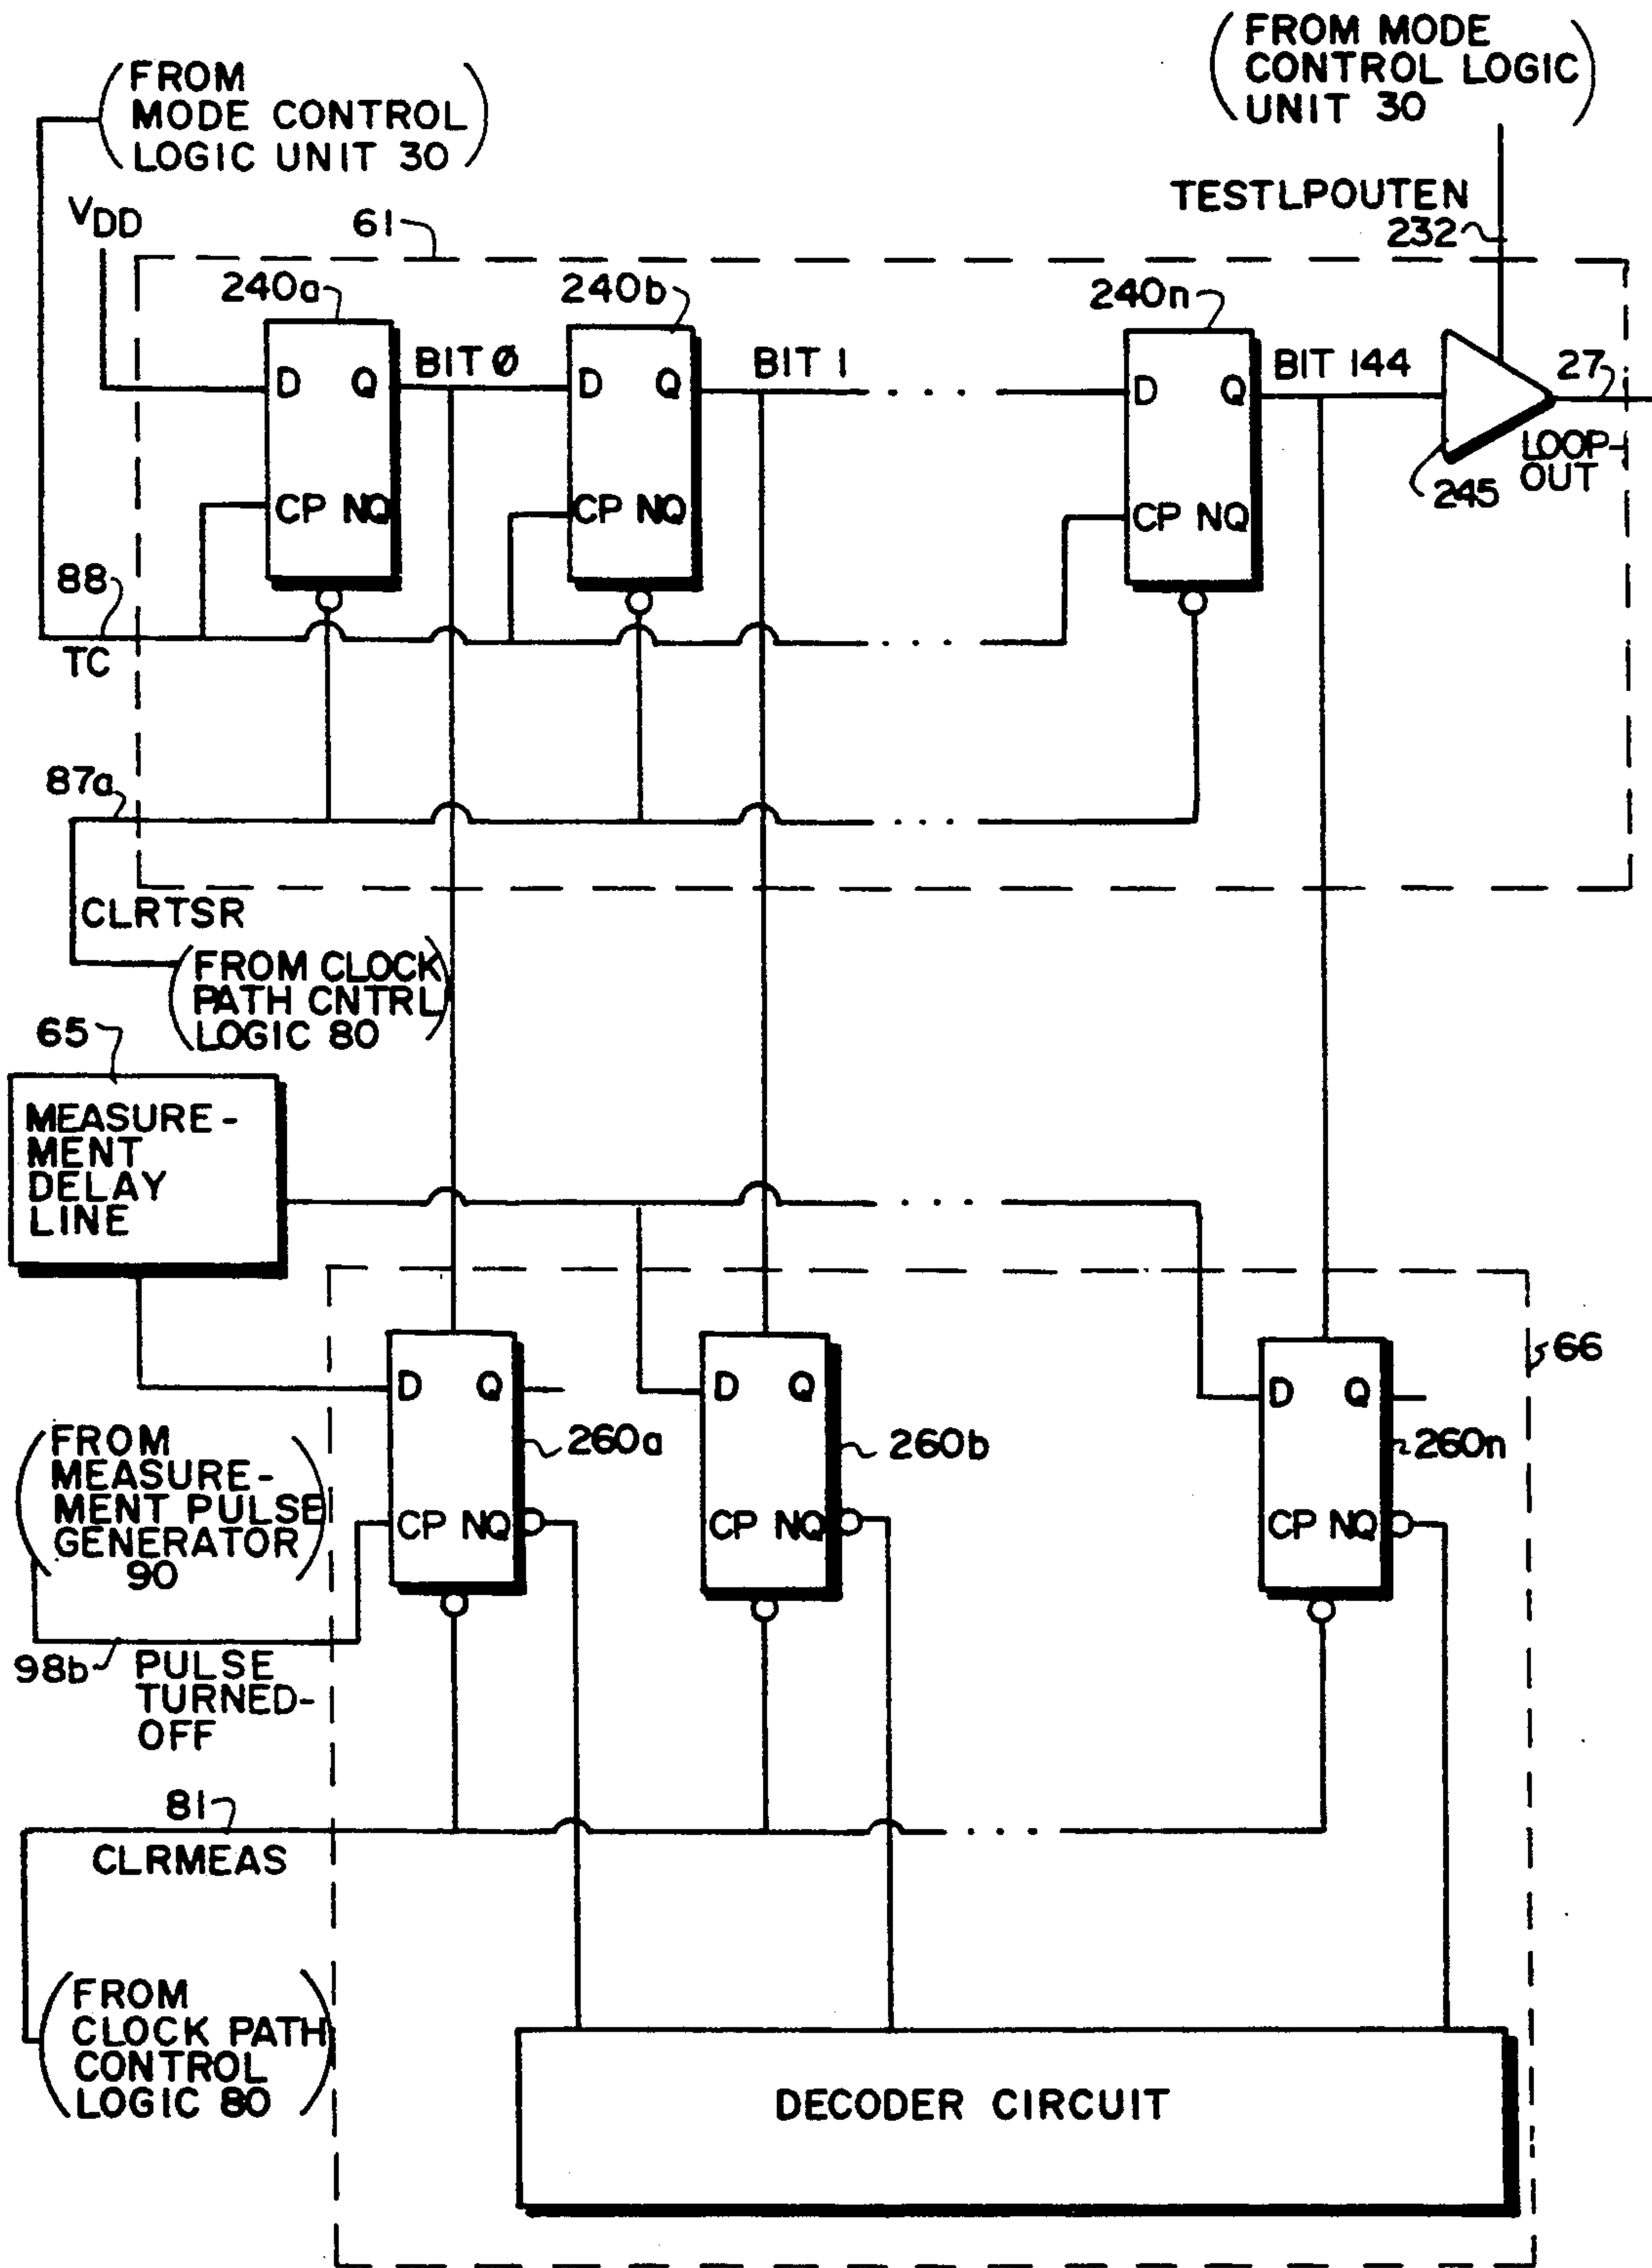 (FROM MODE
CONTROL LOGIC
UNIT 30)
(FROM
MODE CONTROL
LOGIC UNIT 30)
TESTLPOUTEN
232
VDD
61
240a
240b
240n
BIT 0
BIT 1
BIT 144
27
D Q
D Q
D Q
LOOP-
OUT
245
CP NQ
CP NQ
CP NQ
88
TC
87a
CLRTSR
(FROM CLOCK
PATH CNTRL
LOGIC 80)
65
MEASURE-
MENT
DELAY
LINE
66
D Q
D Q
D Q
260a
260b
260n
(FROM
MEASURE-
MENT PULSE
GENERATOR
90)
CP NQ
CP NQ
CP NQ
98b
PULSE
TURNED-
OFF
81
CLRMEAS
(FROM
CLOCK PATH
CONTROL
LOGIC 80)
DECODER CIRCUIT